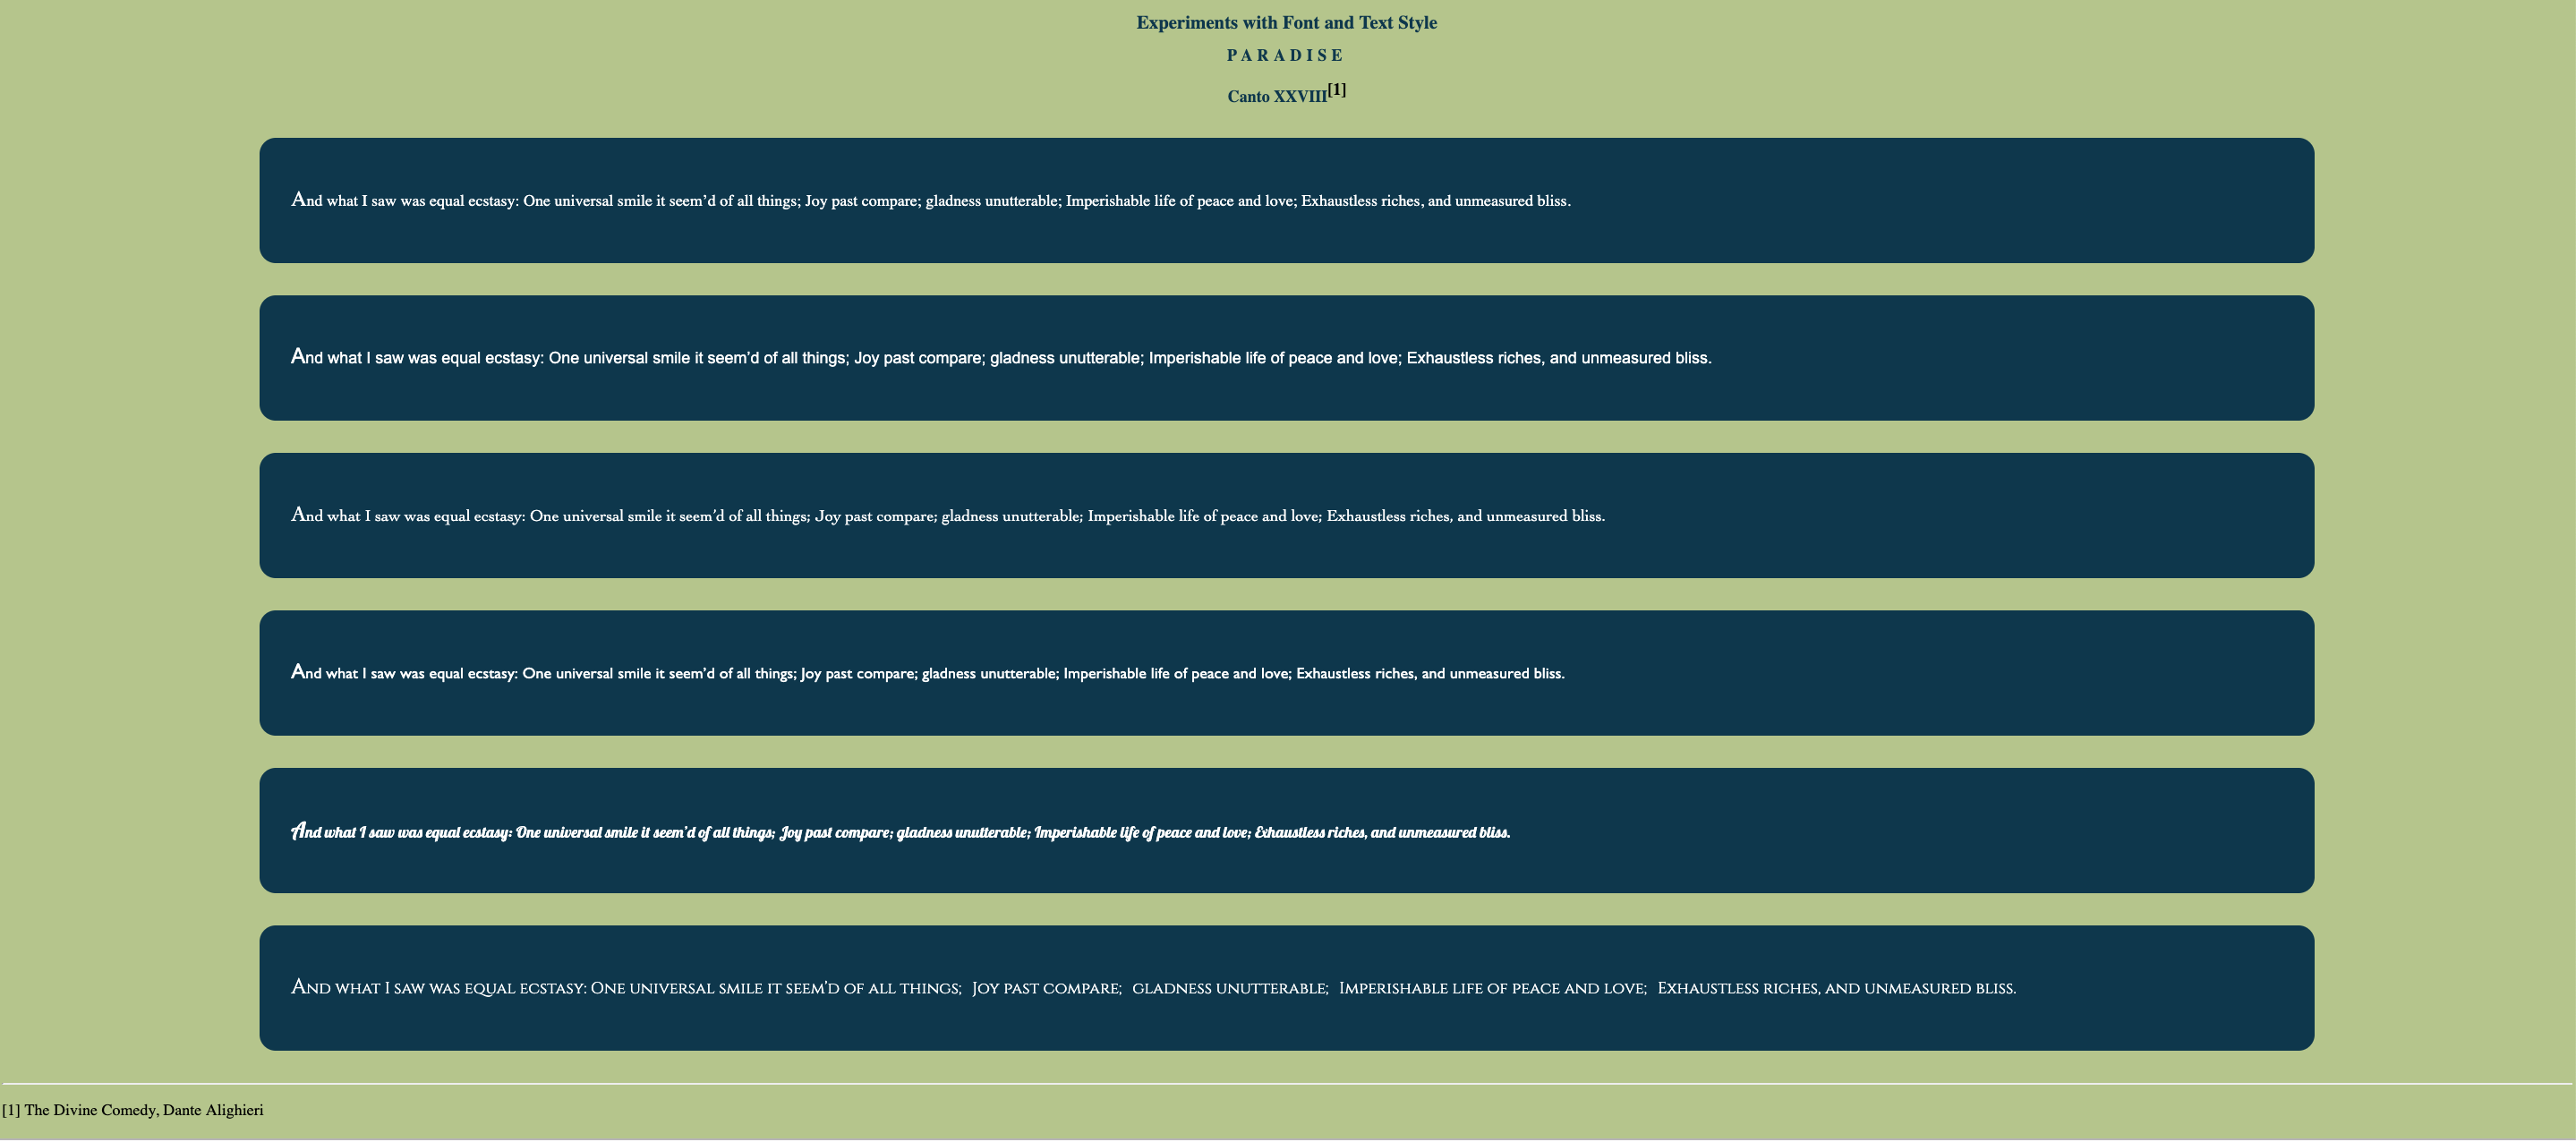 Experiments with Font and Text Style
P A R A D I S E
Canto XXVIII[1]
And what I saw was equal ecstasy: One universal smile it seem’d of all things; Joy past compare; gladness unutterable; Imperishable life of peace and love; Exhaustless riches, and unmeasured bliss.
And what I saw was equal ecstasy: One universal smile it seem’d of all things; Joy past compare; gladness unutterable; Imperishable life of peace and love; Exhaustless riches, and unmeasured bliss.
And what I saw was equal ecstasy: One universal smile it seem’d of all things; Joy past compare; gladness unutterable; Imperishable life of peace and love; Exhaustless riches, and unmeasured bliss.
And what I saw was equal ecstasy: One universal smile it seem’d of all things; Joy past compare; gladness unutterable; Imperishable life of peace and love; Exhaustless riches, and unmeasured bliss.
And what I saw was equal ecstasy: One universal smile it seem’d of all things; Joy past compare; gladness unutterable; Imperishable life of peace and love; Exhaustless riches, and unmeasured bliss.
And what I saw was equal ecstasy: One universal smile it seem’d of all things; Joy past compare; gladness unutterable; Imperishable life of peace and love; Exhaustless riches, and unmeasured bliss.
[1] The Divine Comedy, Dante Alighieri